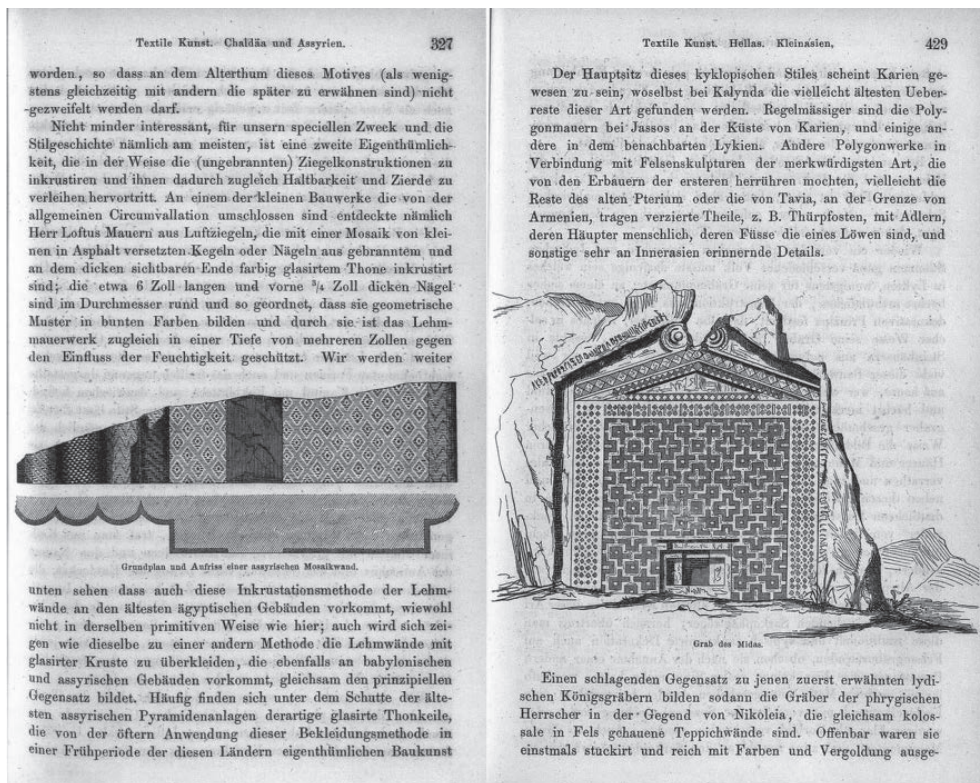 Textile Kunst. Chaldäa und Assyrien. 327
worden, so dass an dem Alterthum dieses Motives (als wenig-
stens gleichzeitig mit andern die später zu erwähnen sind) nicht
gezweifelt werden darf.
Nicht minder interessant, für unsern speciellen Zweck und die
Stilgeschichte nämlich am meisten, ist eine zweite Eigenthümlich-
keit, die in der Weise die (ungebrannten) Ziegelkonstruktionen zu
inkrustiren und ihnen dadurch zugleich Haltbarkeit und Zierde zu
verleihen hervortritt. An einem der kleinen Bauwerke die von der
allgemeinen Circumvallation umschlossen sind entdeckte nämlich
Herr Loftus Mauern aus Luftziegeln, die mit einer Mosaik von klei-
nen in Asphalt versetzten Kegeln oder Nägeln aus gebranntem und
an dem dicken sichtbaren Ende farbig glasirtem Thone inkrustirt
sind; die etwa 6 Zoll langen und vorne ¾ Zoll dicken Nägel
sind im Durchmesser rund und so geordnet, dass sie geometrische
Muster in bunten Farben bilden und durch sie ist das Lehm-
mauerwerk zugleich in einer Tiefe von mehreren Zollen gegen
den Einfluss der Feuchtigkeit geschützt. Wir werden weiter
Grundplan und Aufriss einer assyrischen Mosaikwand.
unten sehen dass auch diese Inkrustationsmethode der Lehm-
wände an den ältesten ägyptischen Gebäuden vorkommt, wiewohl
nicht in derselben primitiven Weise wie hier; auch wird sich zei-
gen wie dieselbe zu einer andern Methode die Lehmwände mit
glasirter Kruste zu überkleiden, die ebenfalls an babylonischen
und assyrischen Gebäuden vorkommt, gleichsam den prinzipiellen
Gegensatz bildet. Häufig finden sich unter dem Schutte der älte-
sten assyrischen Pyramidenanlagen derartige glasirte Thonkeile,
die von der öftern Anwendung dieser Bekleidungsmethode in
einer Frühperiode der diesen Ländern eigenthümlichen Baukunst
Textile Kunst. Hellas. Kleinasien. 429
Der Hauptsitz dieses kyklopischen Stiles scheint Karien ge-
wesen zu sein, woselbst bei Kalynda die vielleicht ältesten Ueber-
reste dieser Art gefunden werden. Regelmässiger sind die Poly-
gonmauern bei Jassos an der Küste von Karien, und einige an-
dere in dem benachbarten Lykien. Andere Polygonwerke in
Verbindung mit Felsenskulpturen der merkwürdigsten Art, die
von den Erbauern der ersteren herrühren mochten, vielleicht die
Reste des alten Pterium oder die von Tavia, an der Grenze von
Armenien, tragen verzierte Theile, z. B. Thürpfosten, mit Adlern,
deren Häupter menschlich, deren Füsse die eines Löwen sind, und
sonstige sehr an Innerasien erinnernde Details.
Grab des Midas.
Einen schlagenden Gegensatz zu jenen zuerst erwähnten lydi-
schen Königsgräbern bilden sodann die Gräber der phrygischen
Herrscher in der Gegend von Nikoleia, die gleichsam kolos-
sale in Fels gehauene Teppichwände sind. Offenbar waren sie
einstmals stuckirt und reich mit Farben und Vergoldung ausge-